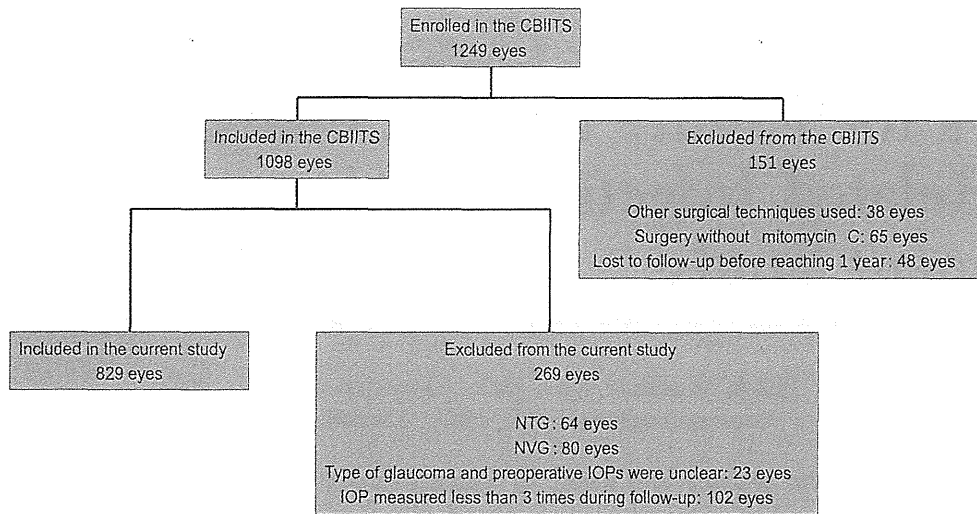 Enrolled in the CBIITS
1249 eyes
Included in the CBIITS
1098 eyes
Excluded from the CBIITS
151 eyes
Other surgical techniques used: 38 eyes
Surgery without mitomycin C: 65 eyes
Lost to follow-up before reaching 1 year: 48 eyes
Included in the current study
829 eyes
Excluded from the current study
269 eyes
NTG: 64 eyes
NVG: 80 eyes
Type of glaucoma and preoperative IOPs were unclear: 23 eyes
IOP measured less than 3 times during follow-up: 102 eyes